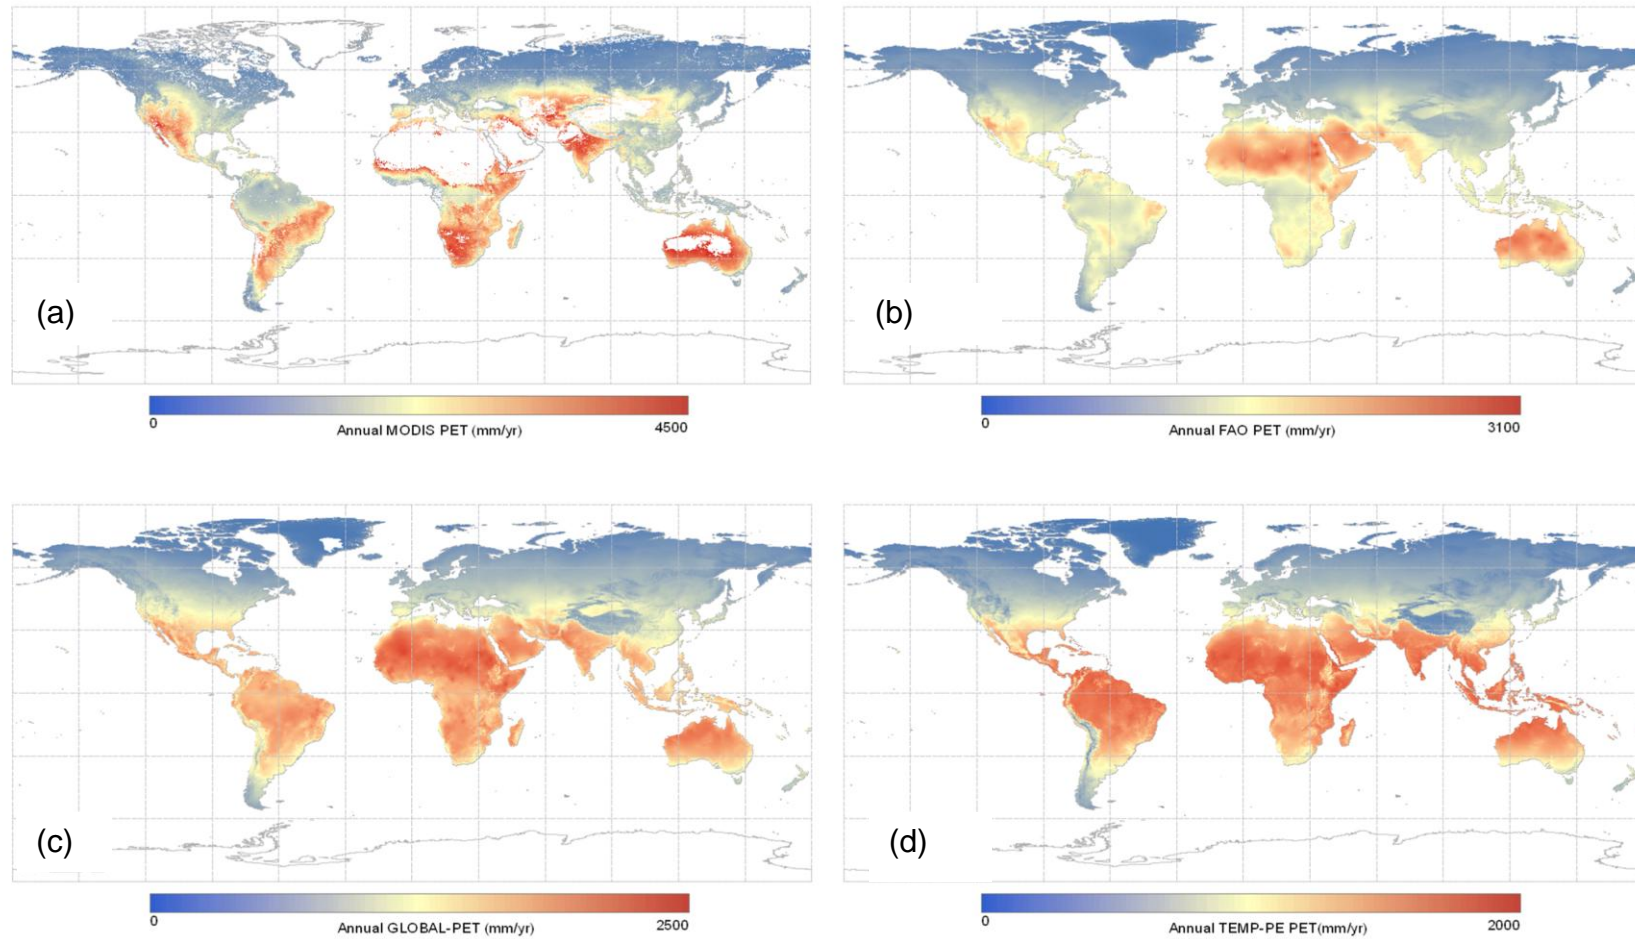 (a)
(b)
0
4500
Annual MODIS PET (mm/yr)
0
3100
Annual FAO PET (mm/yr)
(c)
(d)
0
2500
Annual GLOBAL-PET (mm/yr)
0
2000
Annual TEMP-PE PET(mm/yr)